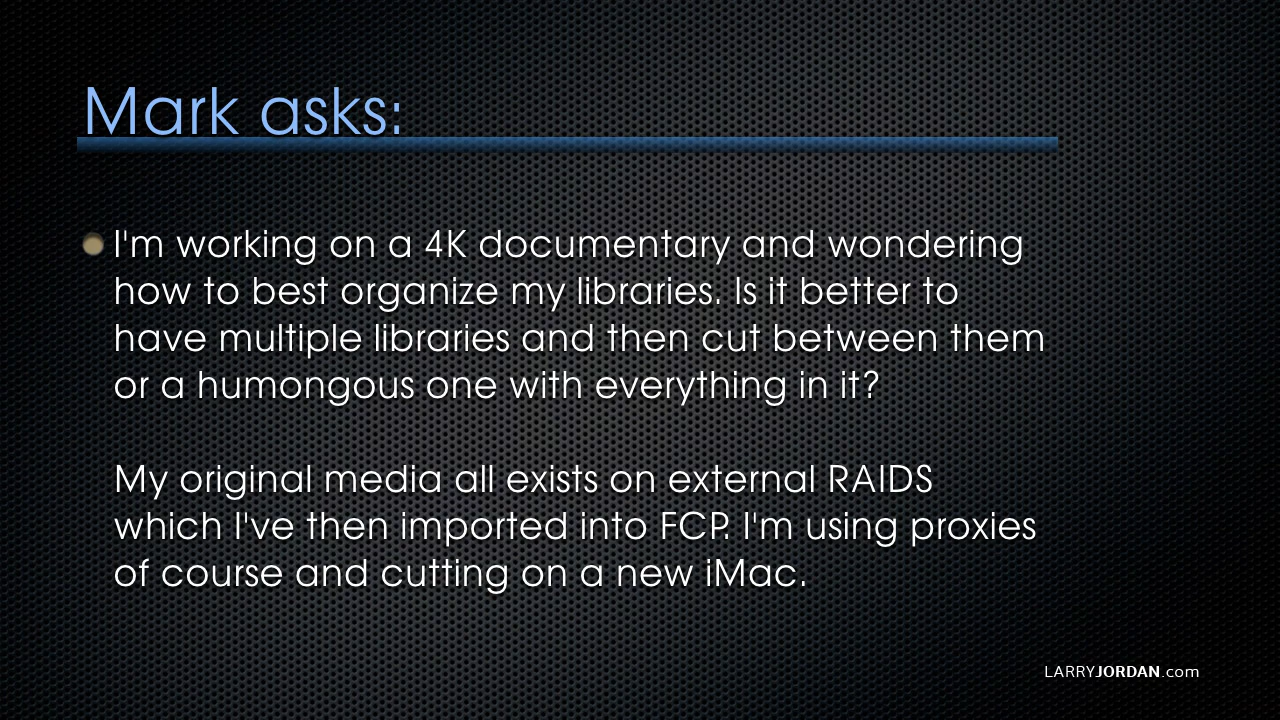 Mark asks:
I'm working on a 4K documentary and wondering
how to best organize my libraries. Is it better to
have multiple libraries and then cut between them
or a humongous one with everything in it?
My original media all exists on external RAIDS
which I've then imported into FCP. I'm using proxies
of course and cutting on a new iMac.
LARRYJORDAN.com